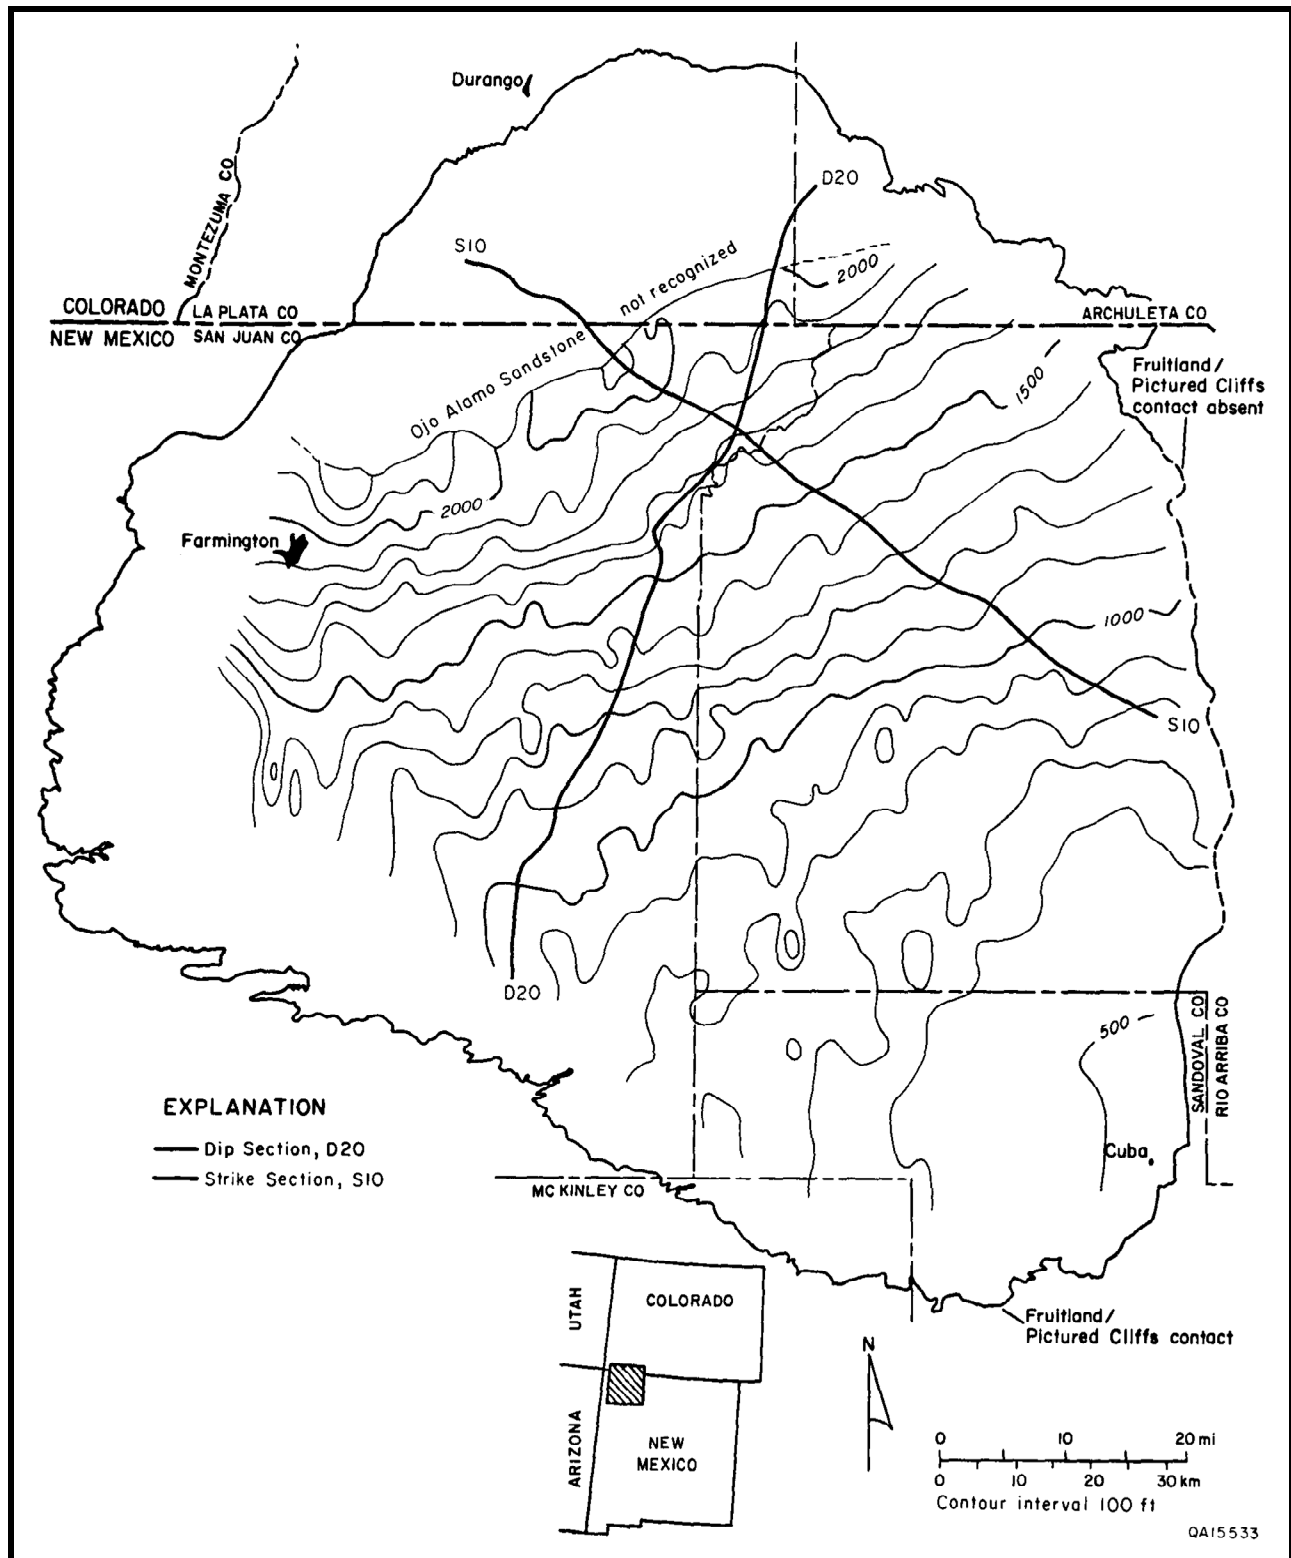 Durango
MONTEZUMA CO
D20
S10
2000
not recognized
COLORADO
LA PLATA CO
ARCHULETA CO
NEW MEXICO
SAN JUAN CO
Ojo Alamo Sandstone
Fruitland/
Pictured Cliffs
contact absent
1500
2000
Farmington
1000
S10
D20
500
SANDOVAL CO
RIO ARRIBA CO
EXPLANATION
Dip Section, D20
Strike Section, S10
Cuba
MC KINLEY CO
UTAH
COLORADO
ARIZONA
NEW
MEXICO
Fruitland/
Pictured Cliffs contact
N
0 10 20 mi
0 10 20 30 km
Contour interval 100 ft
QA15533